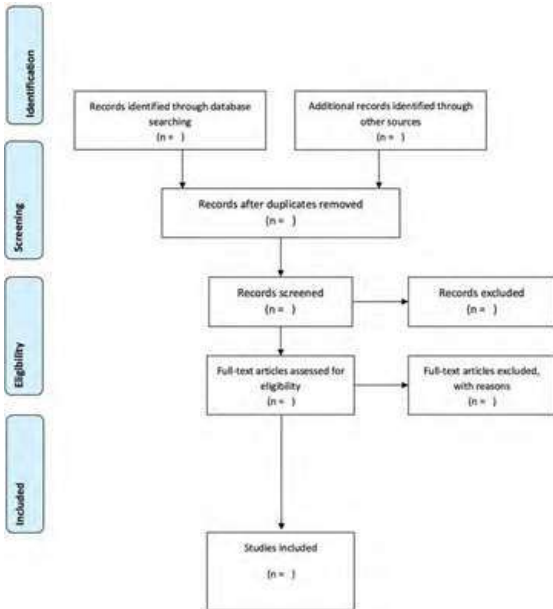 Identification
Records identified through database
searching
(n = )
Additional records identified through
other sources
(n = )
Screening
Records after duplicates removed
(n = )
Records screened
(n = )
Records excluded
(n = )
Eligibility
Full-text articles assessed for
eligibility
(n = )
Full-text articles excluded,
with reasons
(n = )
Included
Studies included
(n = )